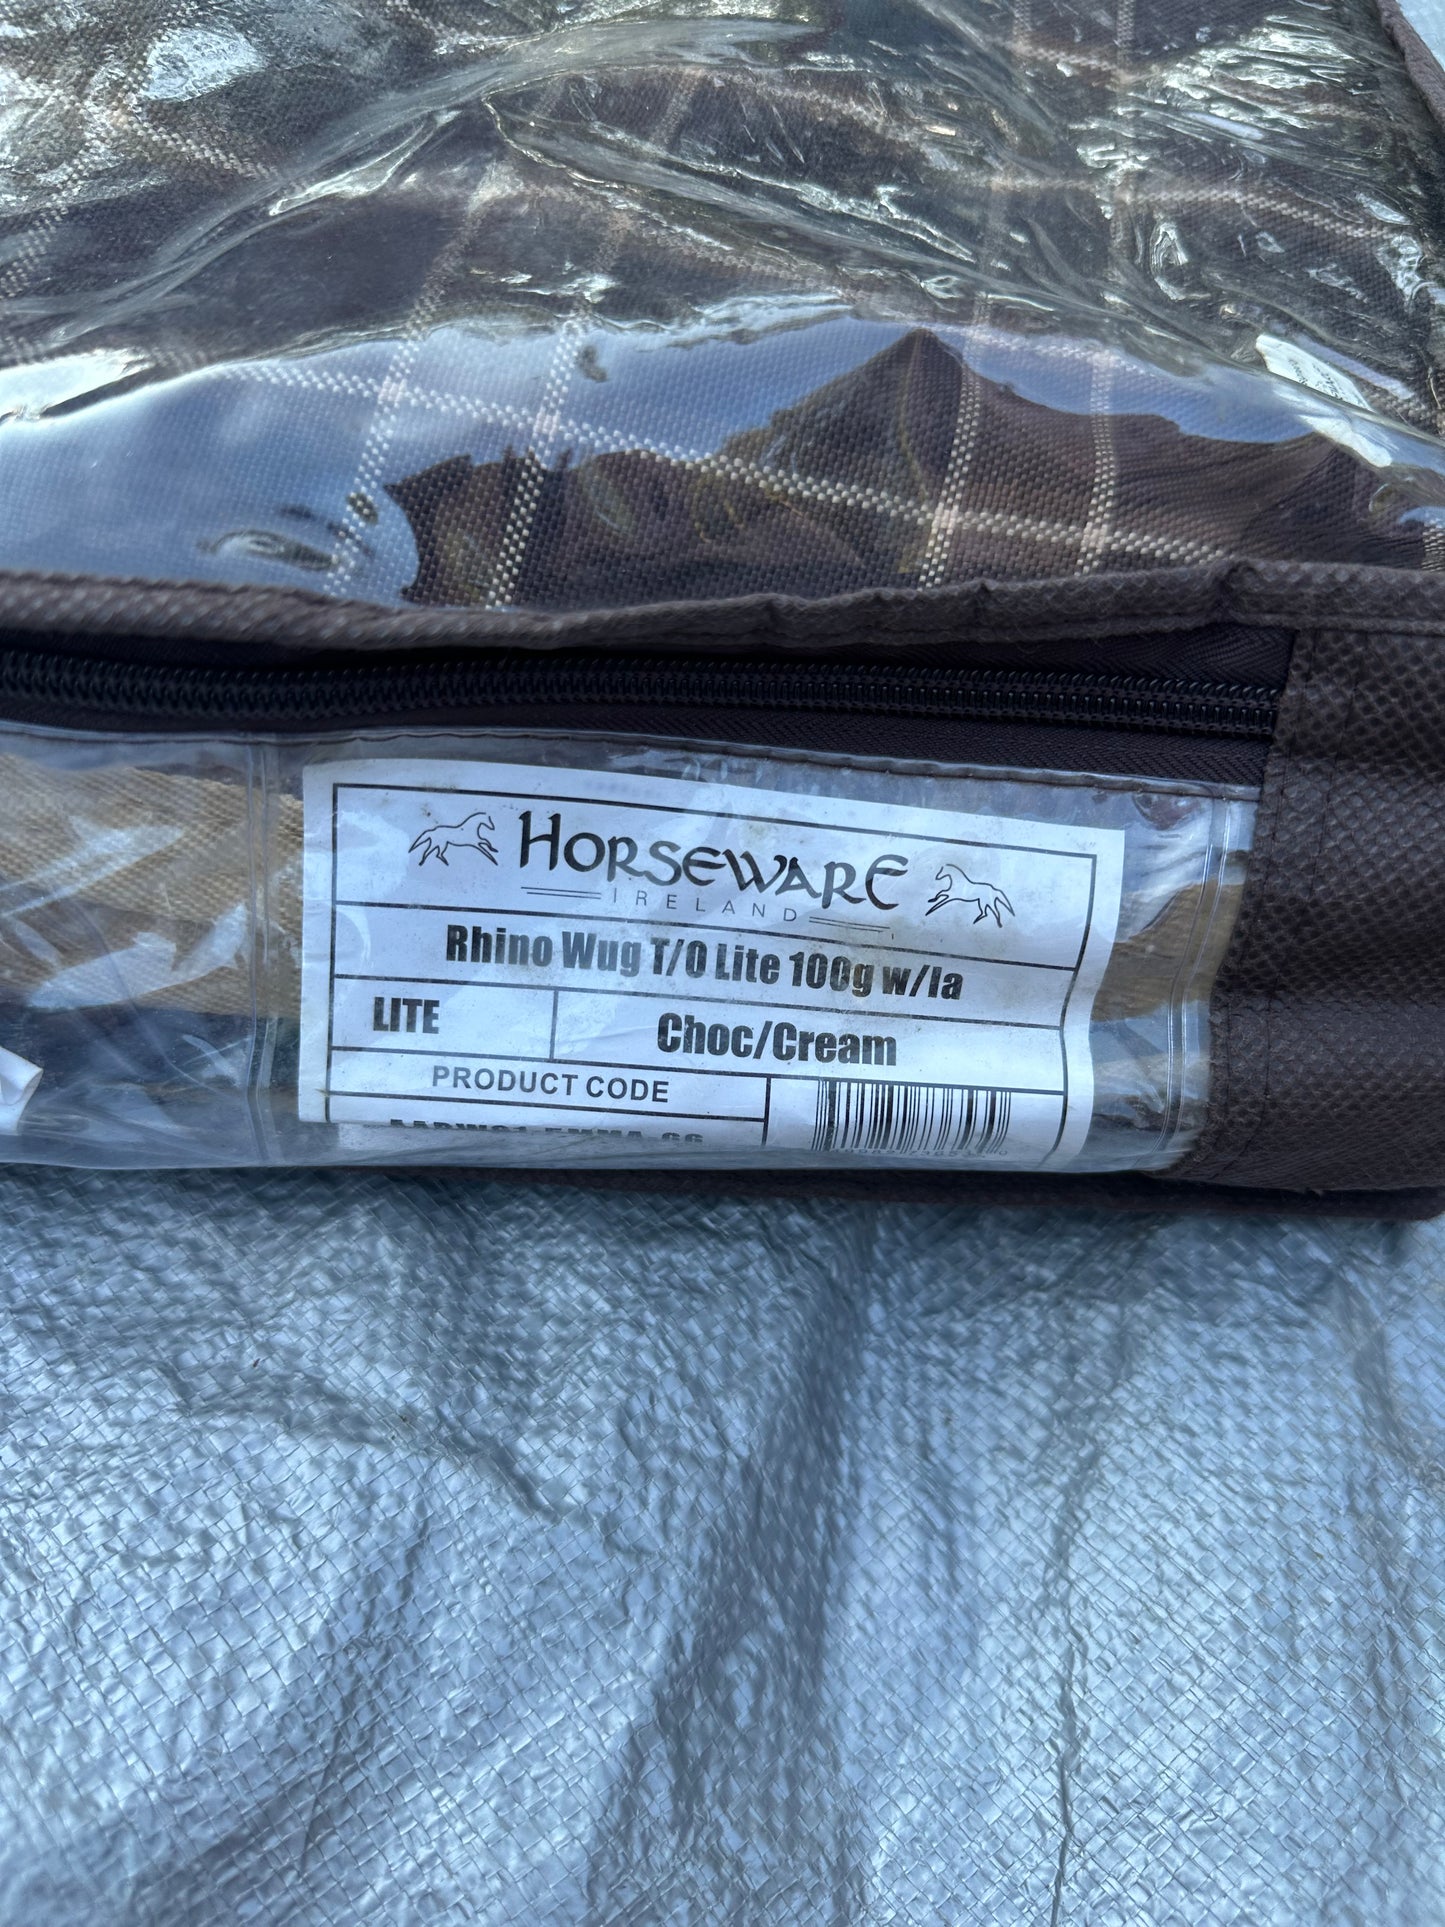 HORSEWARE
IRELAND
Rhino Wug T/O Lite 100g w/la
LITE
Choc/Cream
PRODUCT CODE